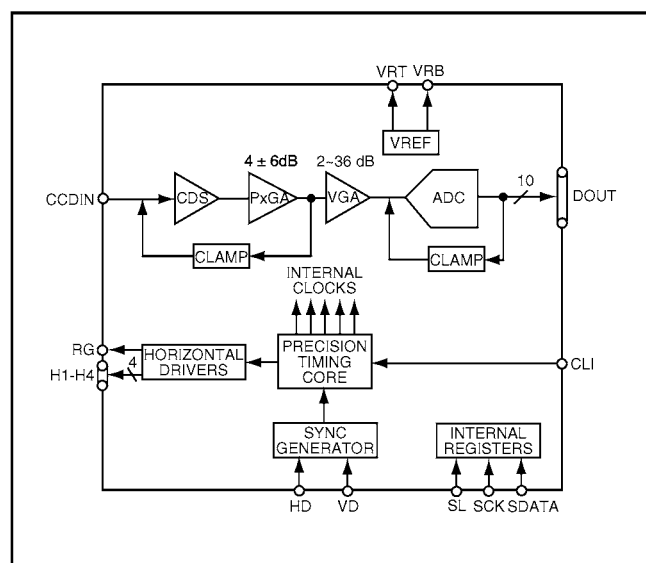 VRT VRB
VREF
4 ± 6dB
2~36 dB
10
CCDIN
CDS
PxGA
VGA
ADC
DOUT
CLAMP
CLAMP
INTERNAL
CLOCKS
RG
H1-H4
4
HORIZONTAL
DRIVERS
PRECISION
TIMING
CORE
CLI
SYNC
GENERATOR
INTERNAL
REGISTERS
HD
VD
SL
SCK
SDATA